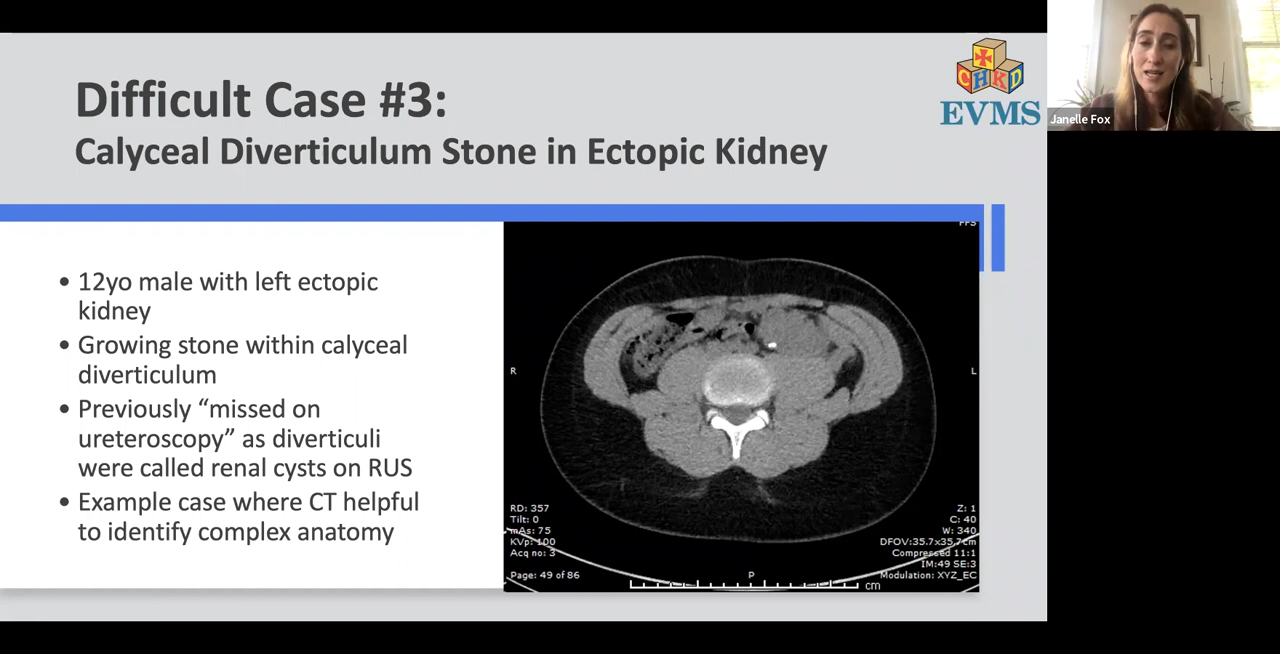 Difficult Case #3:
Calyceal Diverticulum Stone in Ectopic Kidney
CHKD
EVMS
Janelle Fox
• 12yo male with left ectopic
kidney
• Growing stone within calyceal
diverticulum
• Previously “missed on
ureteroscopy” as diverticuli
were called renal cysts on RUS
• Example case where CT helpful
to identify complex anatomy
FFS
R
L
RD: 357
Tilt: 0
mAs: 75
KVp: 100
Acq no: 3
Page: 49 of 86
P
cm
Z: 1
C: 40
W: 340
DFOV:35.7x35.7cm
Compressed 11:1
IM:49 SE:3
Modulation: XYZ_EC